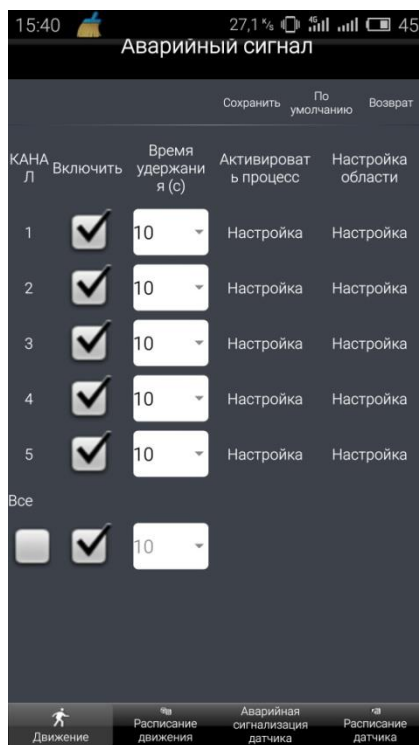 15:40 27,1 ᴷ/s 4G 45
Аварийный сигнал
Сохранить По умолчанию Возврат
КАНА
Л
Включить
Время
удержани
я (с)
Активироват
ь процесс
Настройка
области
1 10 Настройка Настройка
2 10 Настройка Настройка
3 10 Настройка Настройка
4 10 Настройка Настройка
5 10 Настройка Настройка
Все
10
Движение
Расписание
движения
Аварийная
сигнализация
датчика
Расписание
датчика